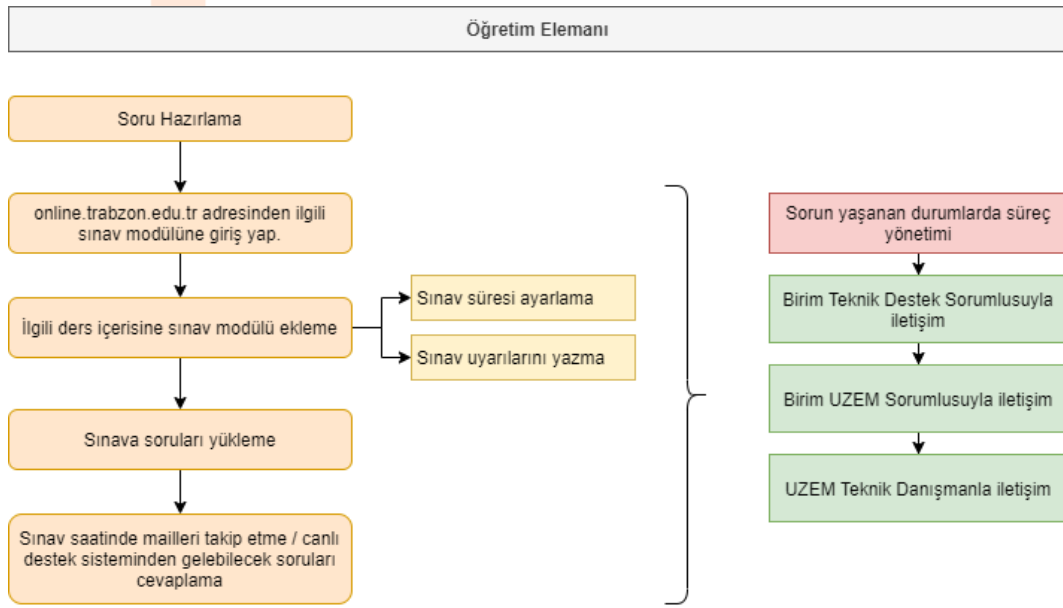 Öğretim Elemanı
Soru Hazırlama
online.trabzon.edu.tr adresinden ilgili
sınav modülüne giriş yap.
İlgili ders içerisine sınav modülü ekleme
Sınav süresi ayarlama
Sınav uyarılarını yazma
Sınava soruları yükleme
Sınav saatinde mailleri takip etme / canlı
destek sisteminden gelebilecek soruları
cevaplama
Sorun yaşanan durumlarda süreç
yönetimi
Birim Teknik Destek Sorumlusuyla
iletişim
Birim UZEM Sorumlusuyla iletişim
UZEM Teknik Danışmanla iletişim